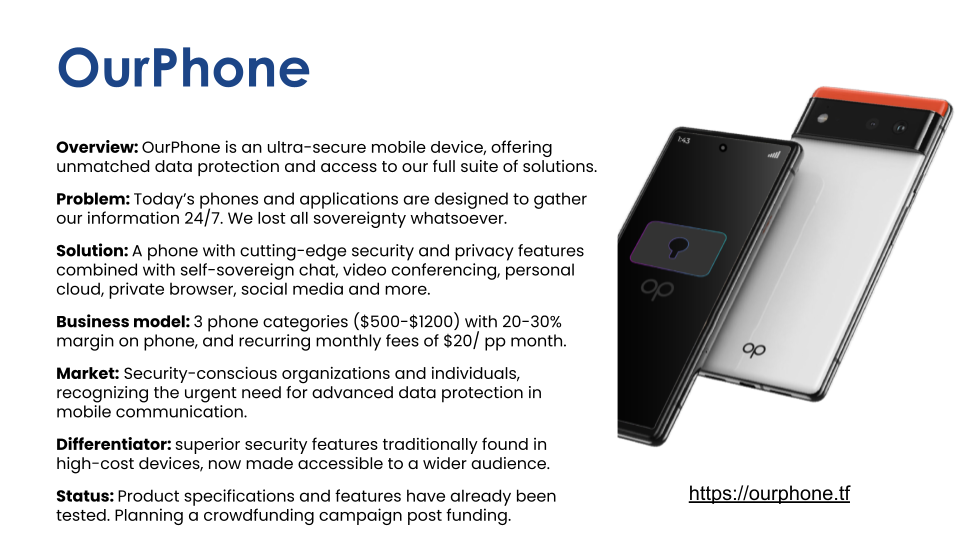 OurPhone
Overview: OurPhone is an ultra-secure mobile device, offering
unmatched data protection and access to our full suite of solutions.
Problem: Today’s phones and applications are designed to gather
our information 24/7. We lost all sovereignty whatsoever.
Solution: A phone with cutting-edge security and privacy features
combined with self-sovereign chat, video conferencing, personal
cloud, private browser, social media and more.
Business model: 3 phone categories ($500-$1200) with 20-30%
margin on phone, and recurring monthly fees of $20/ pp month.
Market: Security-conscious organizations and individuals,
recognizing the urgent need for advanced data protection in
mobile communication.
Differentiator: superior security features traditionally found in
high-cost devices, now made accessible to a wider audience.
Status: Product specifications and features have already been
tested. Planning a crowdfunding campaign post funding.
1:43
op
op
https://ourphone.tf